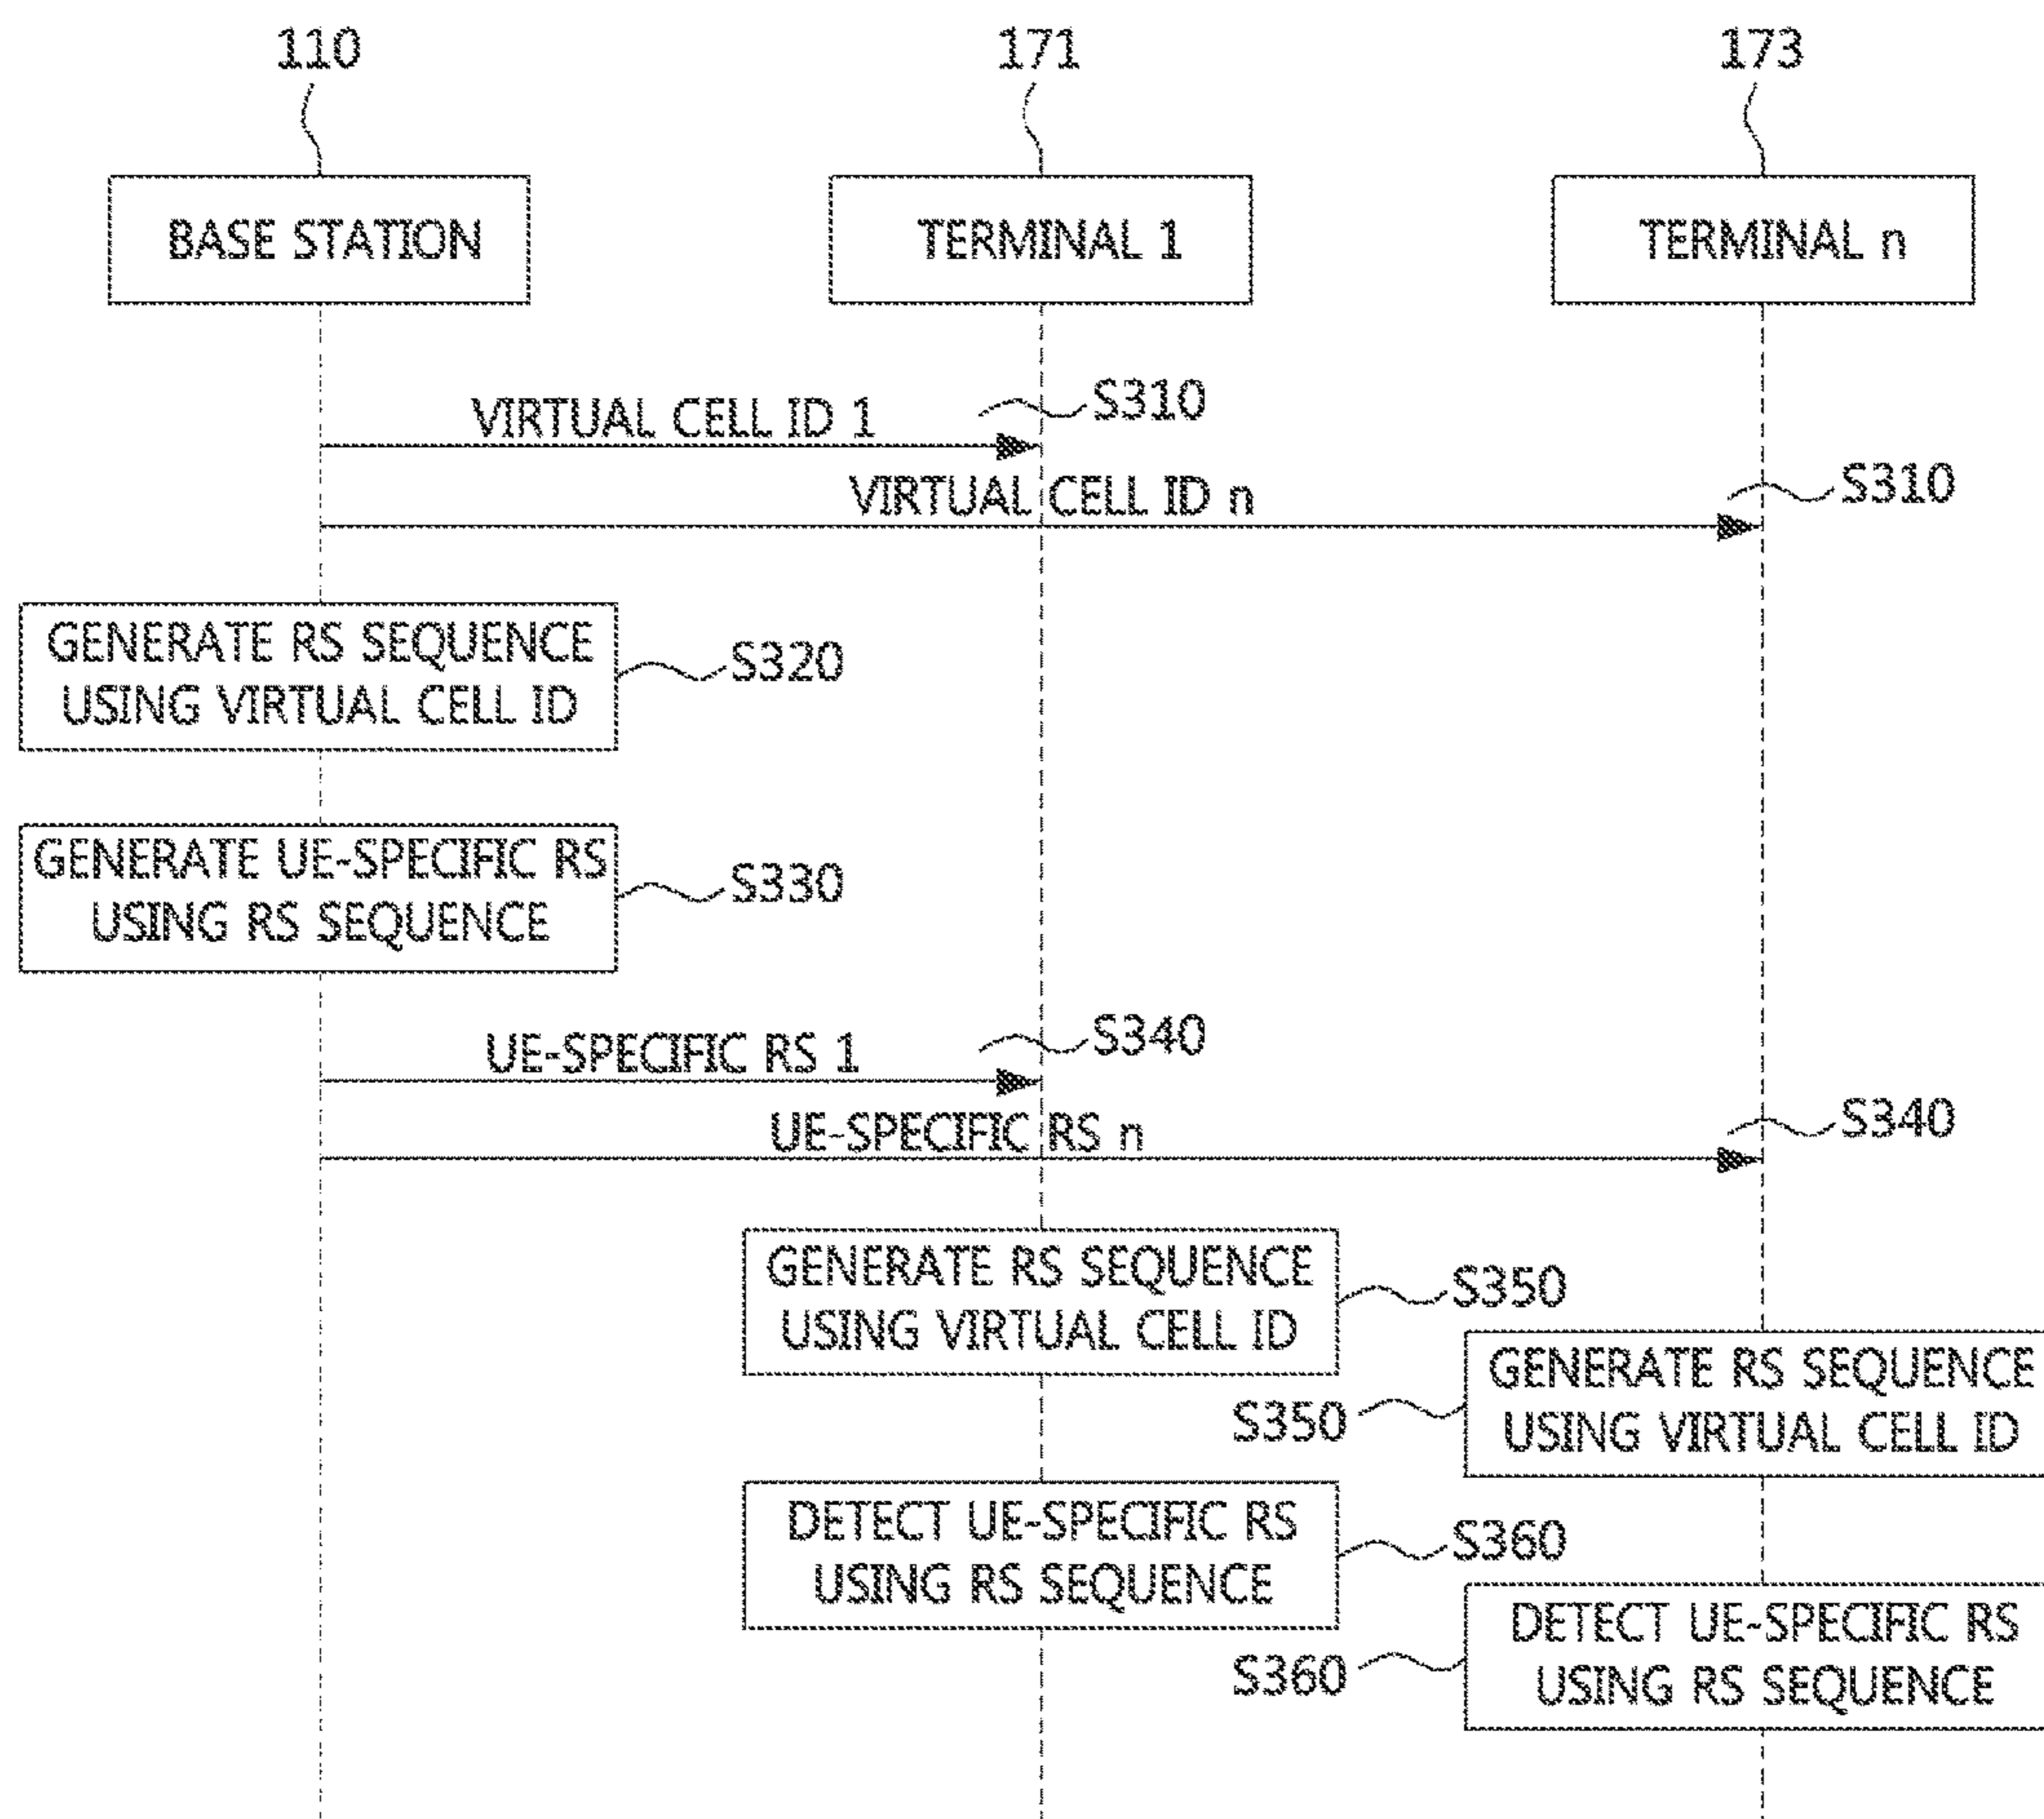 110
171
173
BASE STATION
TERMINAL 1
TERMINAL n
VIRTUAL CELL ID 1
S310
VIRTUAL CELL ID n
S310
GENERATE RS SEQUENCE
USING VIRTUAL CELL ID
S320
GENERATE UE-SPECIFIC RS
USING RS SEQUENCE
S330
UE-SPECIFIC RS 1
S340
UE-SPECIFIC RS n
S340
GENERATE RS SEQUENCE
USING VIRTUAL CELL ID
S350
GENERATE RS SEQUENCE
USING VIRTUAL CELL ID
S350
DETECT UE-SPECIFIC RS
USING RS SEQUENCE
S360
DETECT UE-SPECIFIC RS
USING RS SEQUENCE
S360